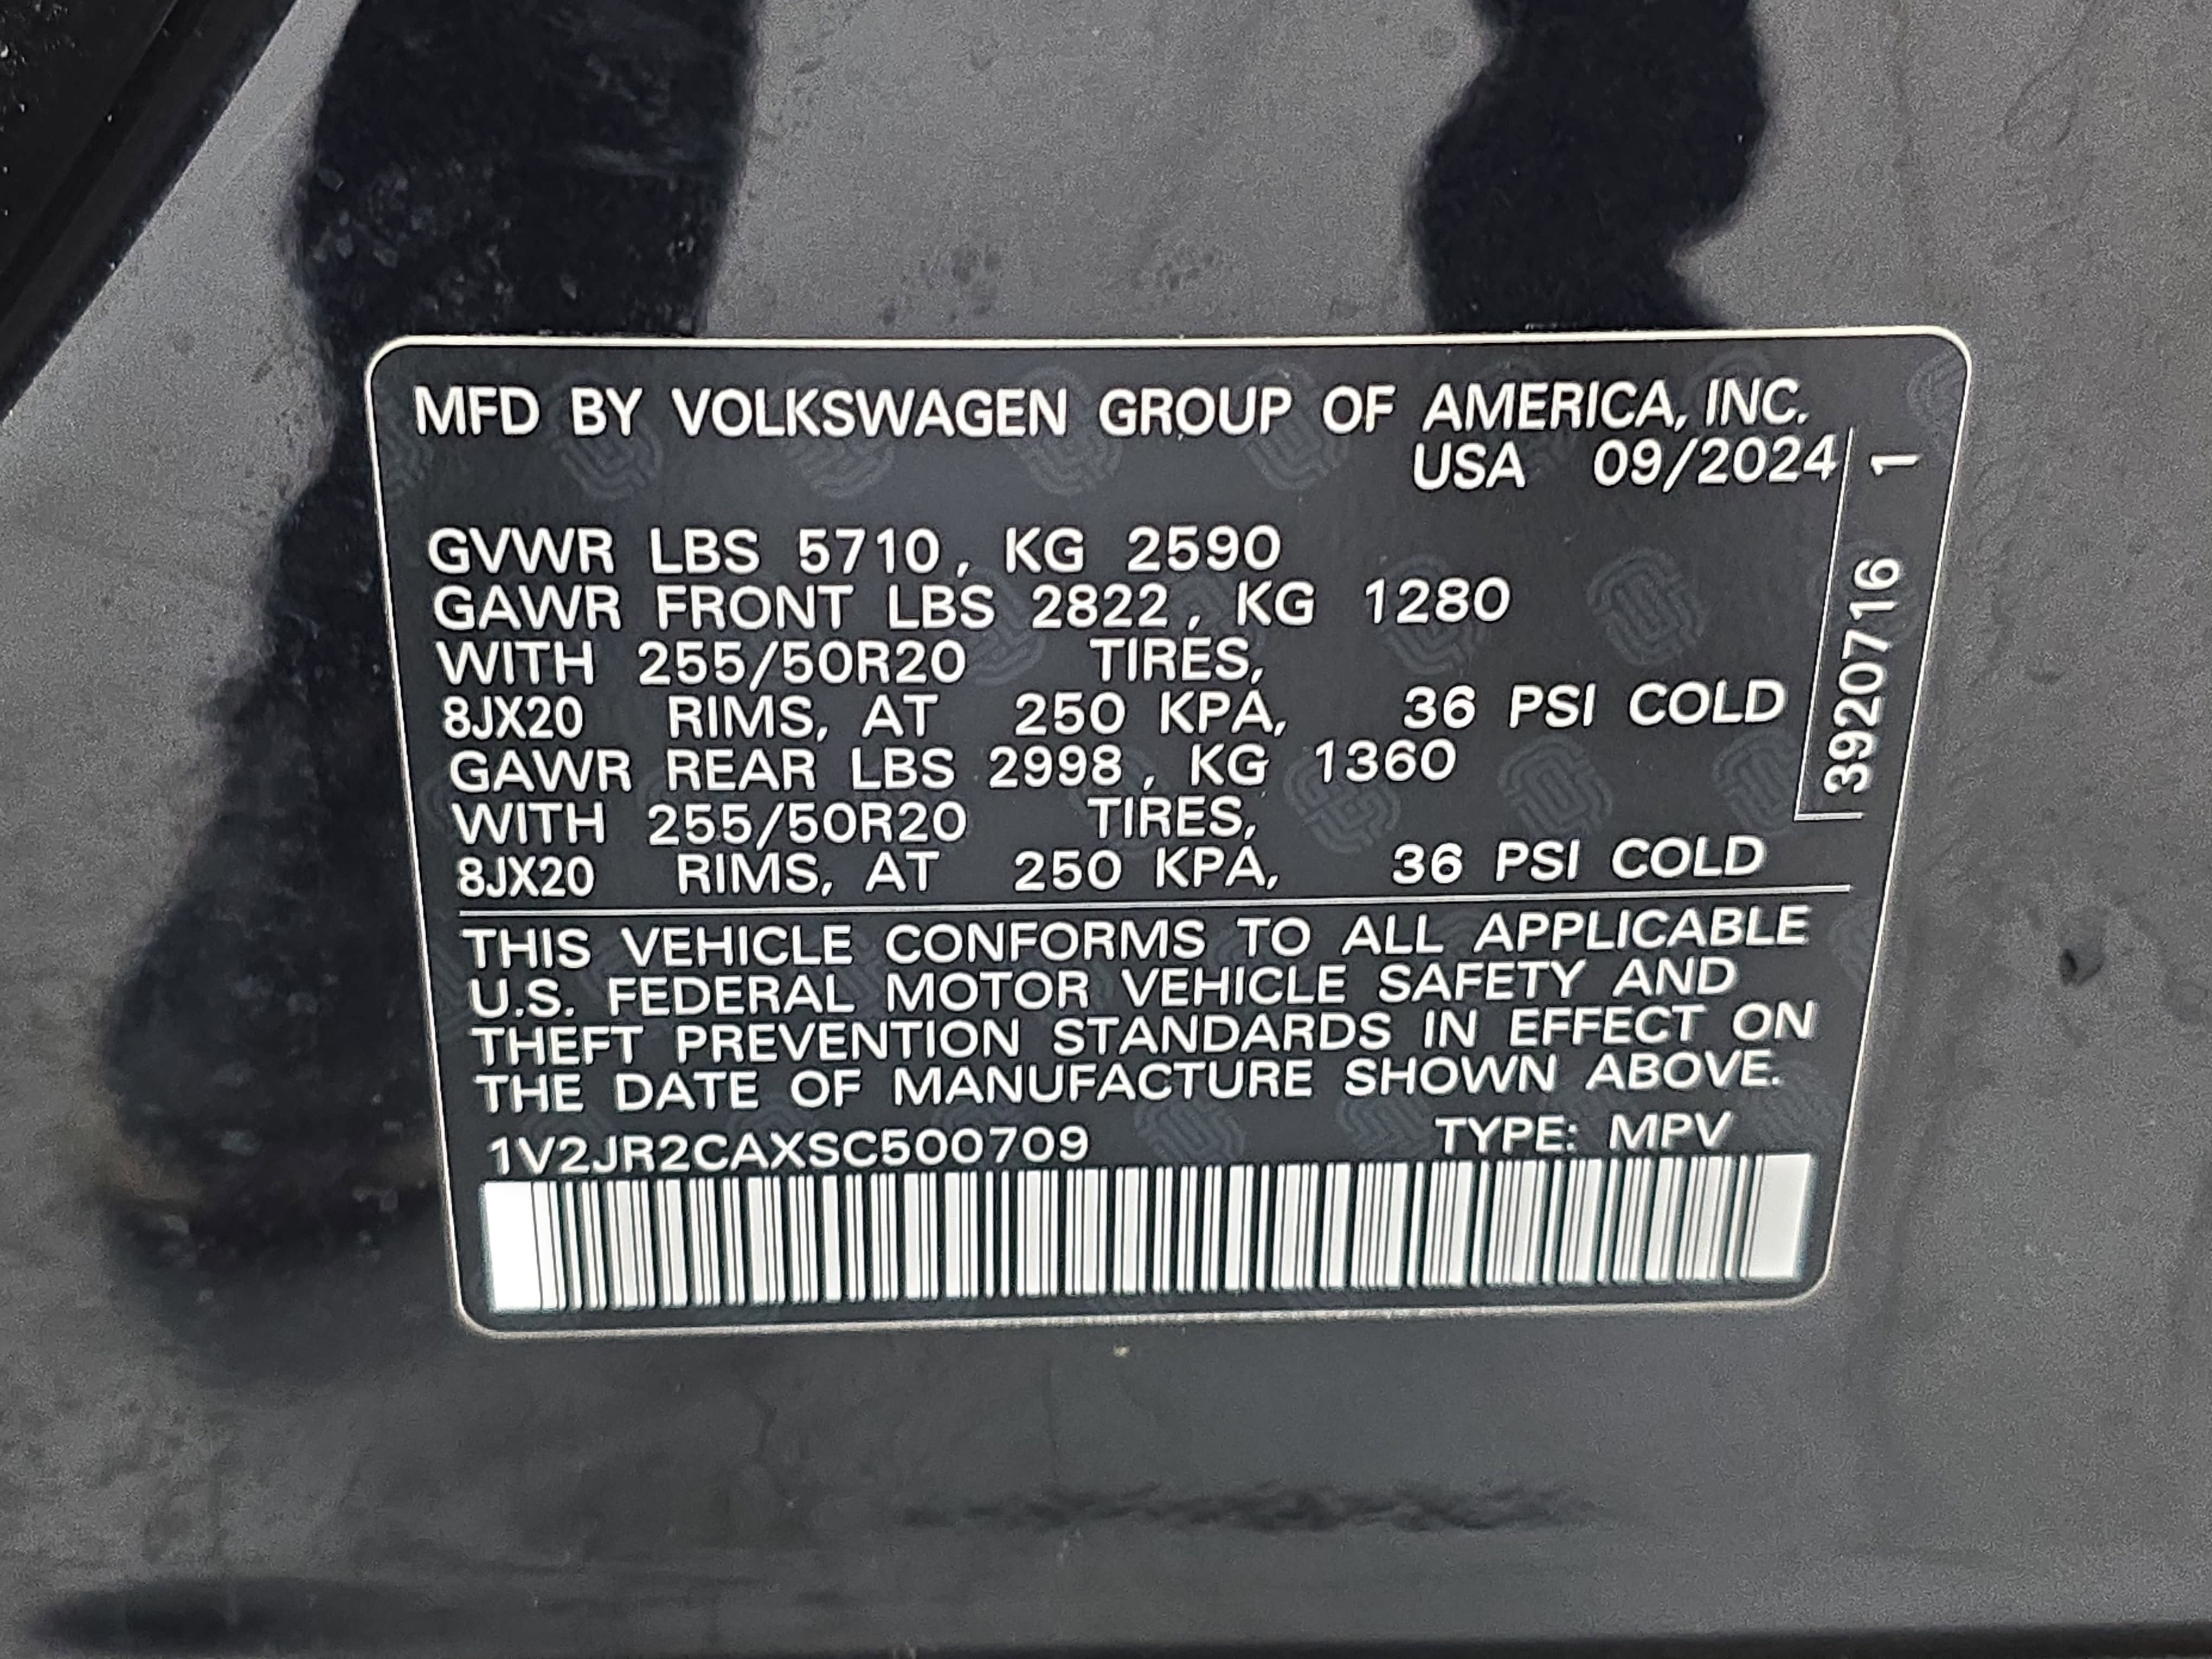 MFD BY VOLKSWAGEN GROUP OF AMERICA, INC.
USA 09/2024
GVWR LBS 5710, KG 2590
GAWR FRONT LBS 2822, KG 1280
WITH 255/50R20 TIRES,
8JX20 RIMS, AT 250 KPA, 36 PSI COLD
GAWR REAR LBS 2998, KG 1360
WITH 255/50R20 TIRES,
8JX20 RIMS, AT 250 KPA, 36 PSI COLD
3920716 1
THIS VEHICLE CONFORMS TO ALL APPLICABLE
U.S. FEDERAL MOTOR VEHICLE SAFETY AND
THEFT PREVENTION STANDARDS IN EFFECT ON
THE DATE OF MANUFACTURE SHOWN ABOVE.
1V2JR2CAXSC500709 TYPE: MPV